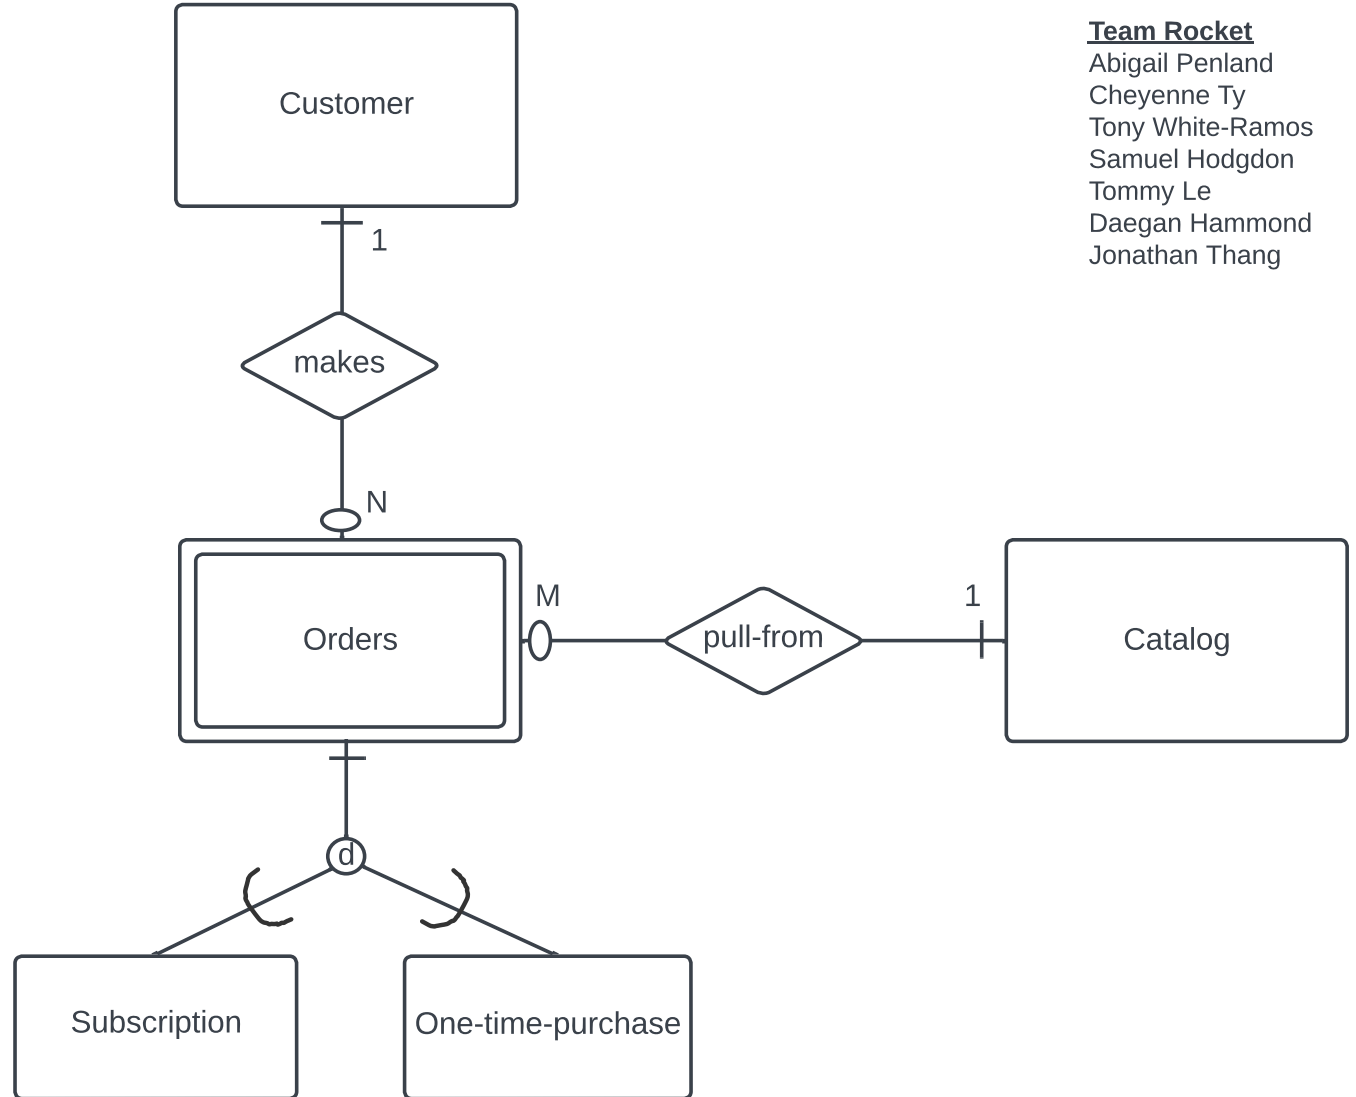 Customer
Team Rocket
Abigail Penland
Cheyenne Ty
Tony White-Ramos
Samuel Hodgdon
Tommy Le
Daegan Hammond
Jonathan Thang
1
makes
N
Orders
M
pull-from
1
Catalog
d
Subscription
One-time-purchase